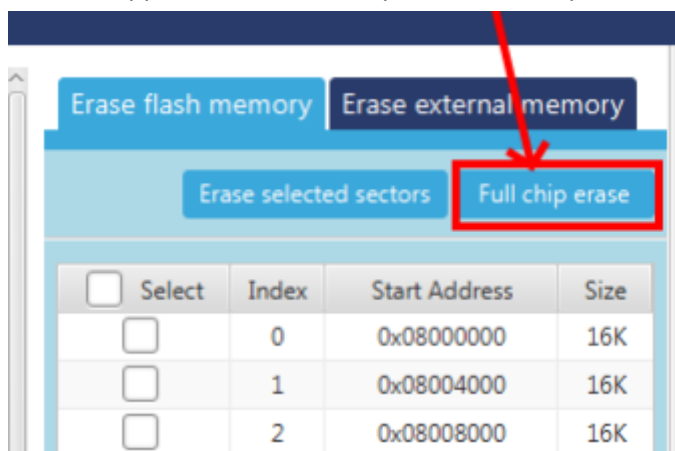 Erase flash memory Erase external memory
Erase selected sectors Full chip erase
Select Index Start Address Size
0 0x08000000 16K
1 0x08004000 16K
2 0x08008000 16K